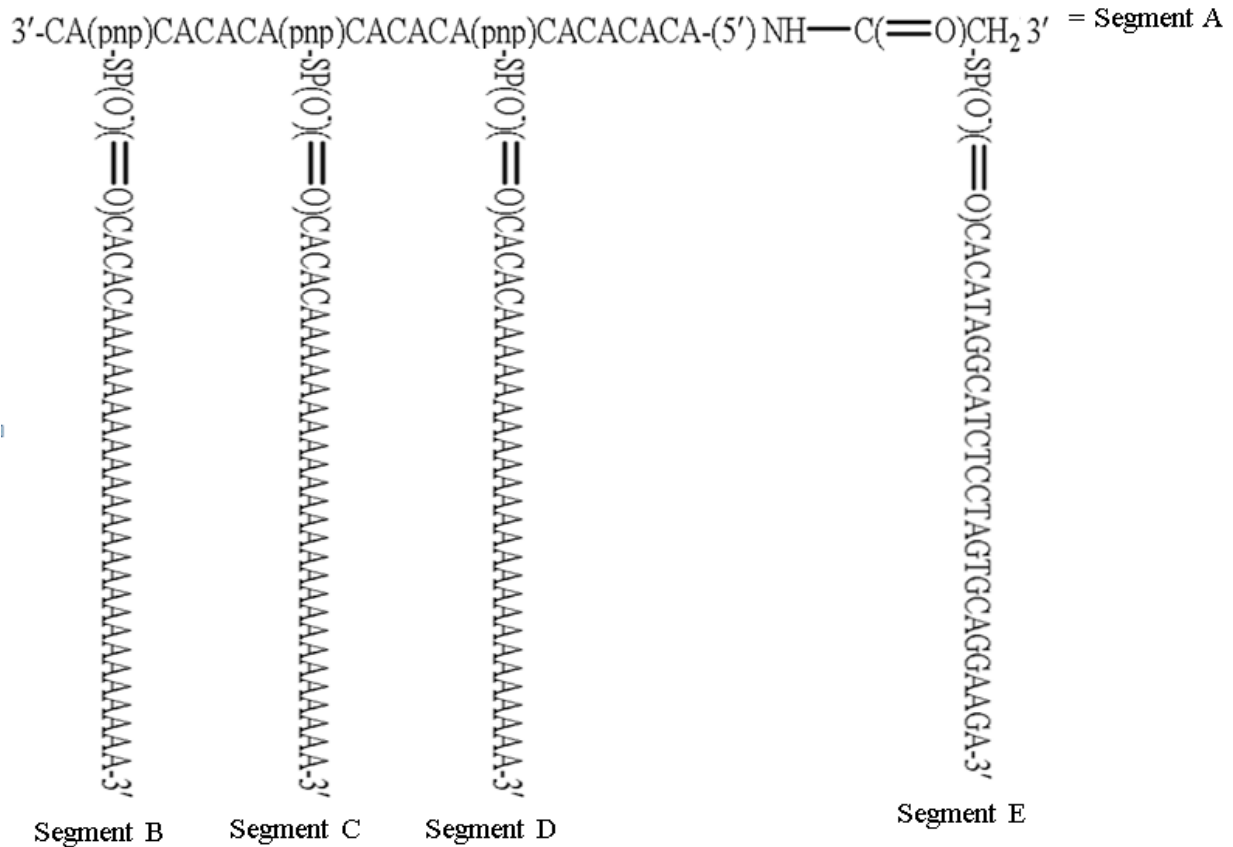 3′-CA(pnp)CACACA(pnp)CACACA(pnp)CACACACA-(5′) NH—C(=O)CH₂ 3′ = Segment A
-SP(O⁻)(=O)CACACAAAAAAAAAAAAAAAAAAAAAAAAA-3′
-SP(O⁻)(=O)CACACAAAAAAAAAAAAAAAAAAAAAAAAA-3′
-SP(O⁻)(=O)CACACAAAAAAAAAAAAAAAAAAAAAAAAA-3′
-SP(O⁻)(=O)CACATAGGCATCTCCTAGTGCAGGAAGA-3′
Segment B
Segment C
Segment D
Segment E